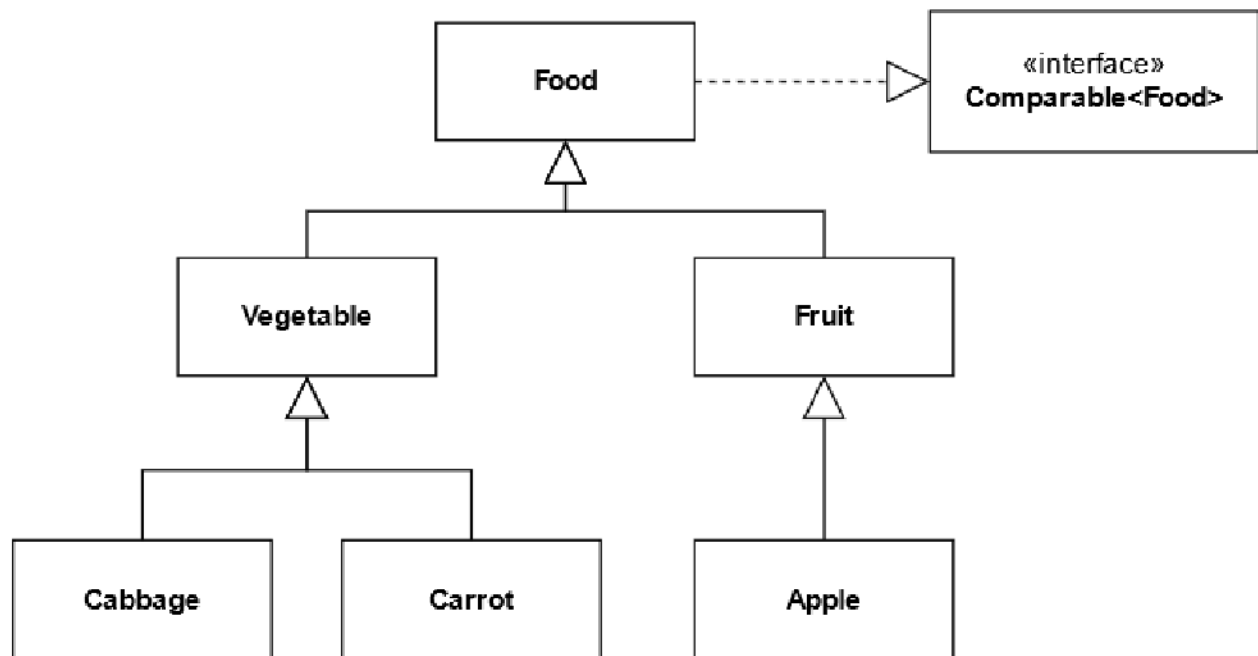 Food
«interface»
Comparable<Food>
Vegetable
Fruit
Cabbage
Carrot
Apple